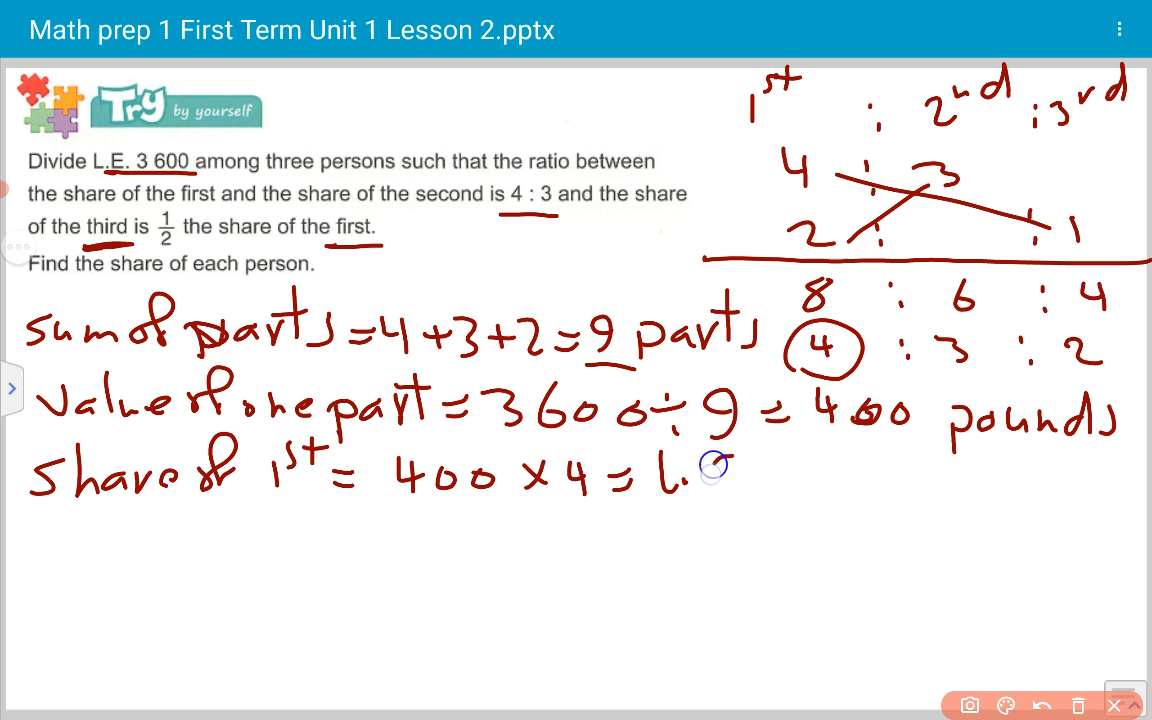 Math prep 1 First Term Unit 1 Lesson 2.pptx
Try by yourself
Divide L.E. 3 600 among three persons such that the ratio between
the share of the first and the share of the second is 4 : 3 and the share
of the third is 1/2 the share of the first.
Find the share of each person.
1st : 2nd : 3rd
4 : 3
2 : : 1
8 : 6 : 4
4 : 3 : 2
Sum of parts = 4 + 3 + 2 = 9 parts
Value of one part = 3600 ÷ 9 = 400 pounds
Share of 1st = 400 × 4 = L.